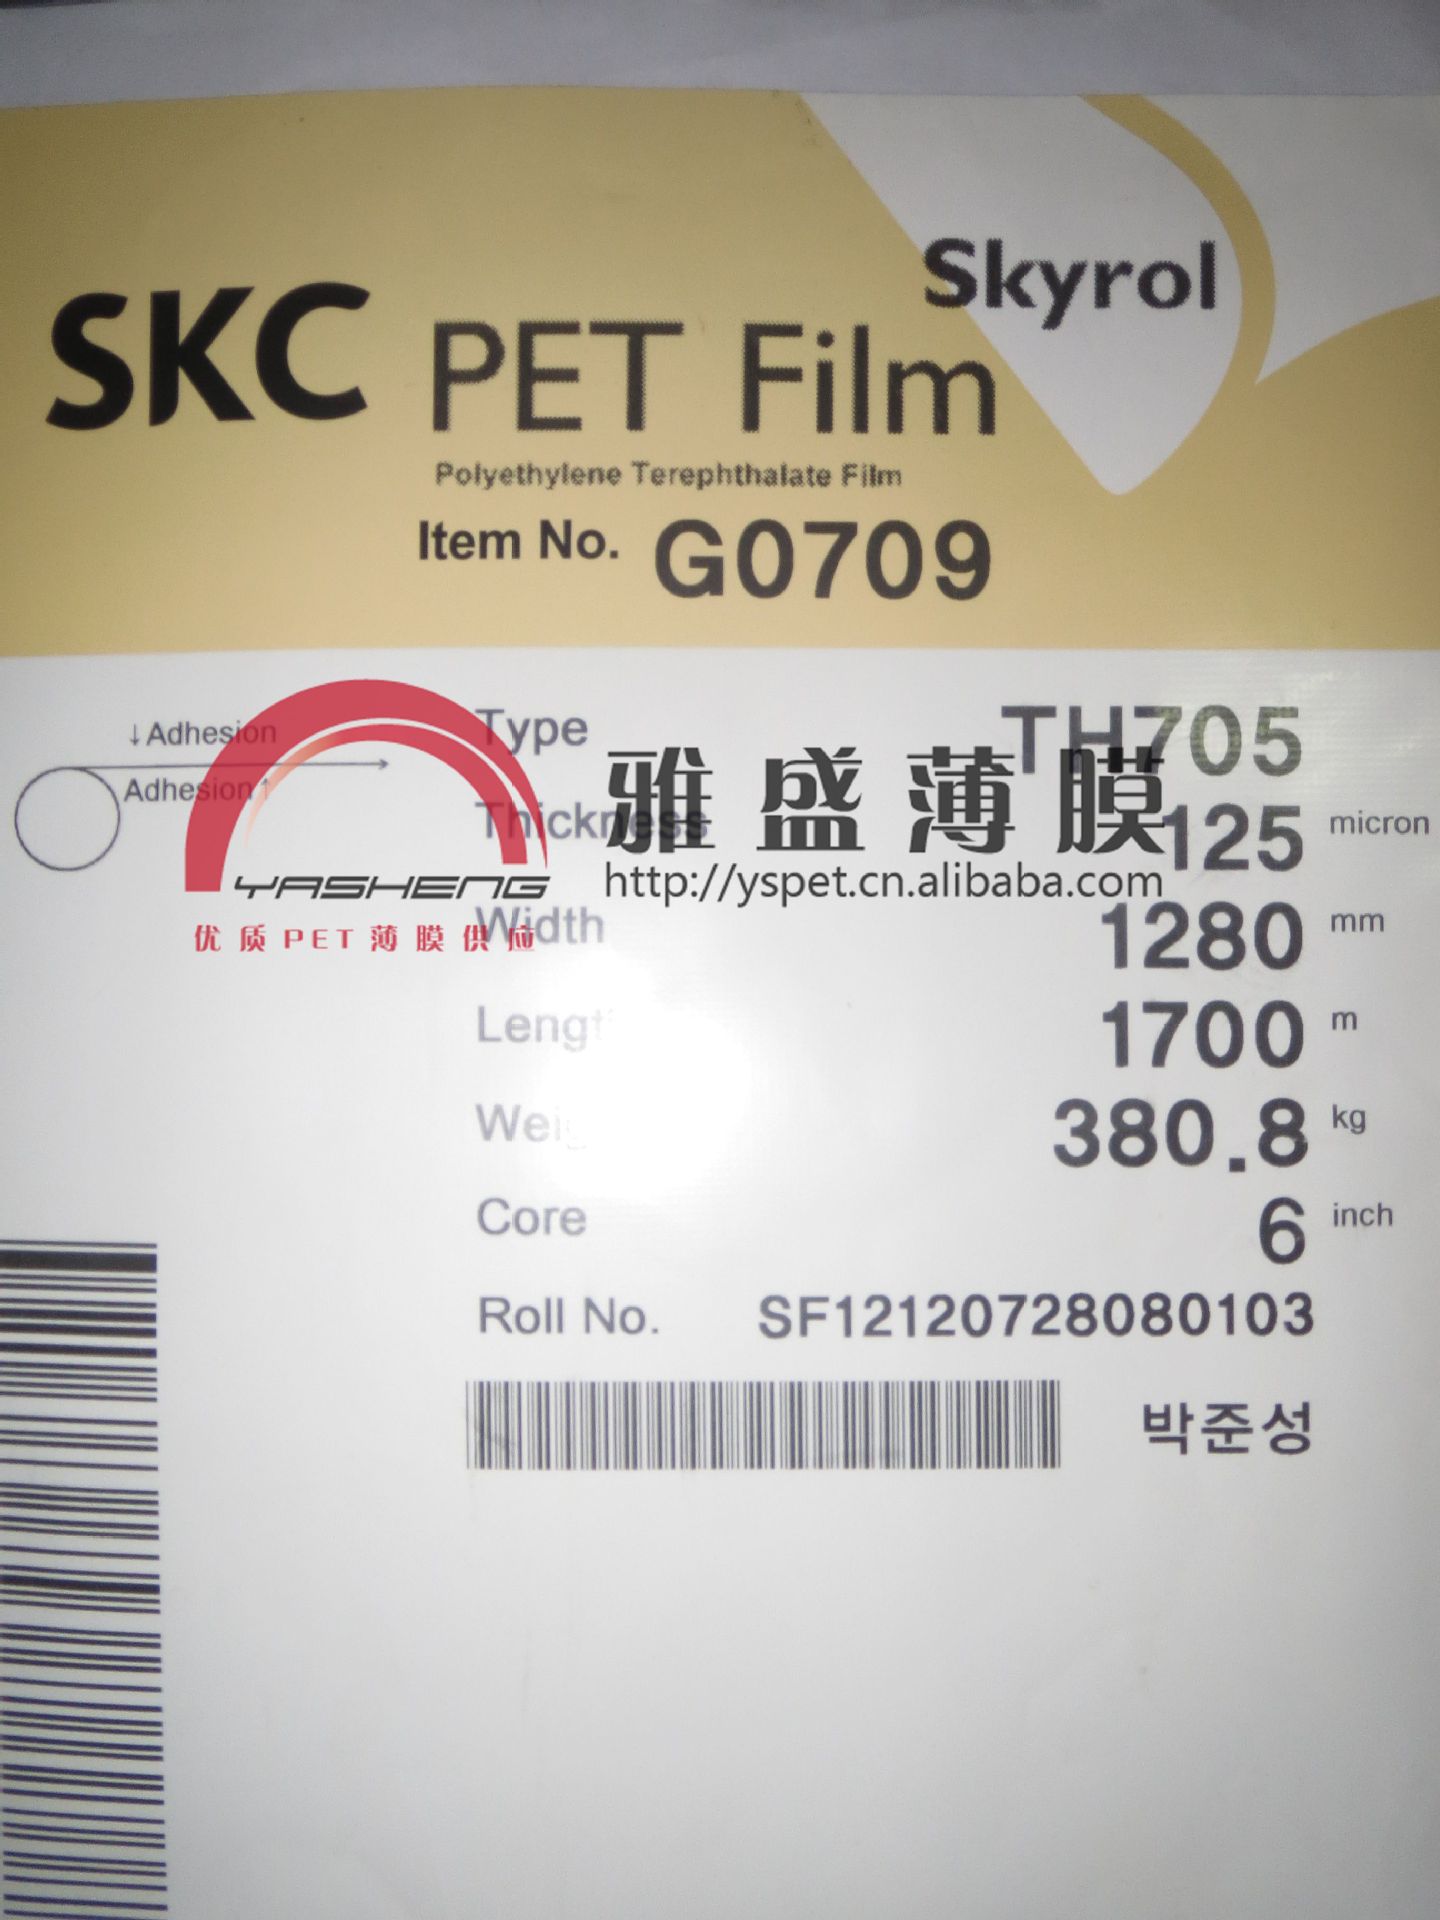 Skyrol
SKC PET Film
Polyethylene Terephthalate Film
Item No. G0709
↓Adhesion
Adhesion↑
Type TH705
Thickness 125 micron
雅盛薄膜
http://yspet.cn.alibaba.com
YASHENG
优质PET薄膜供应
Width 1280 mm
Lengt 1700 m
Wei 380.8 kg
Core 6 inch
Roll No. SF12120728080103
박준성